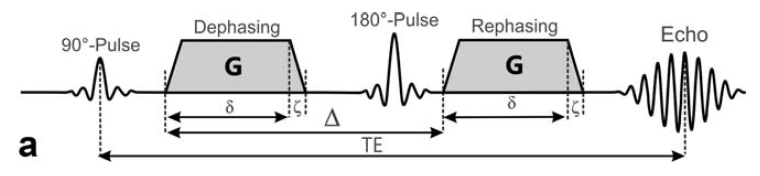 Dephasing
180°-Pulse
Rephasing
90°-Pulse
Echo
G
G
δ
ζ
δ
ζ
Δ
TE
a